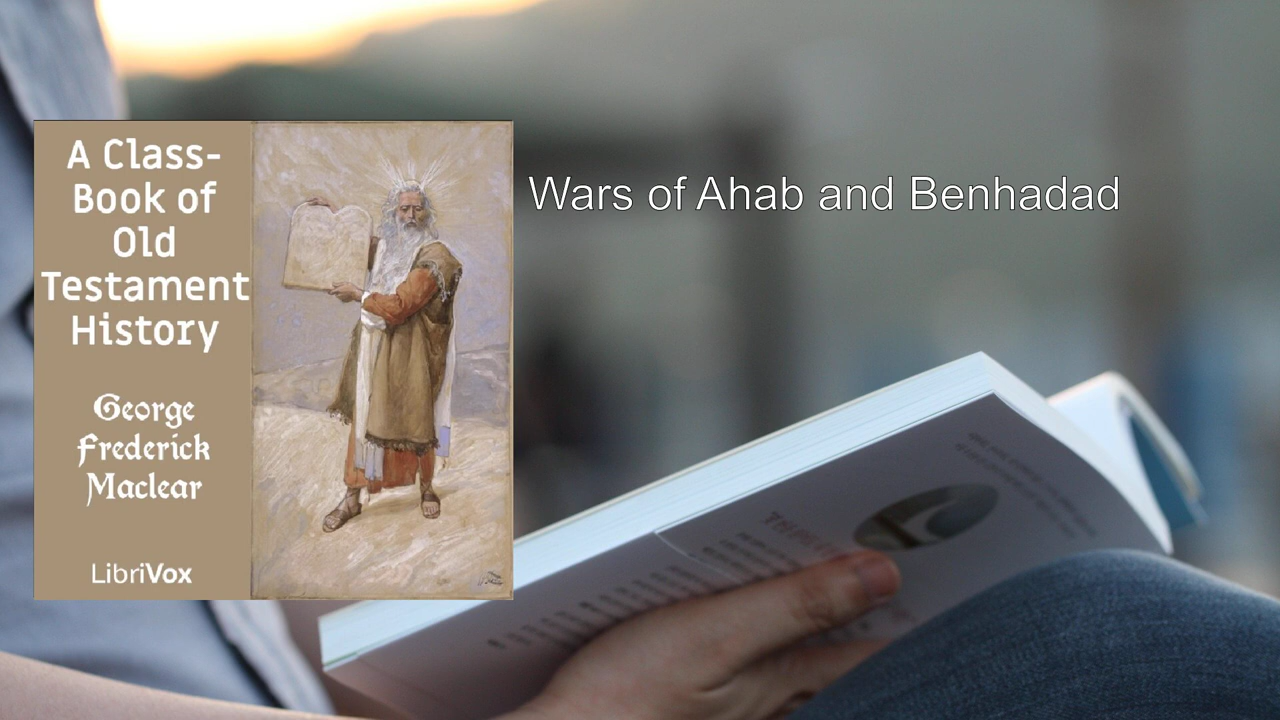 A Class-
Book of
Old
Testament
History
George
Frederick
Maclear
LibriVox
Wars of Ahab and Benhadad